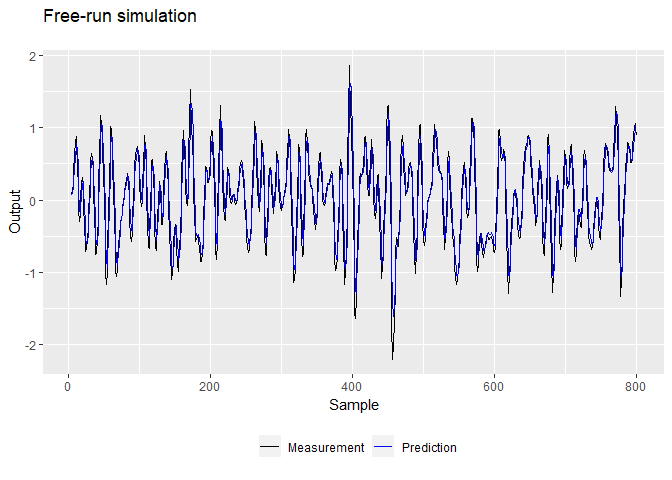 Free-run simulation
2
1
0
-1
-2
Output
0 200 400 600 800
Sample
Measurement Prediction